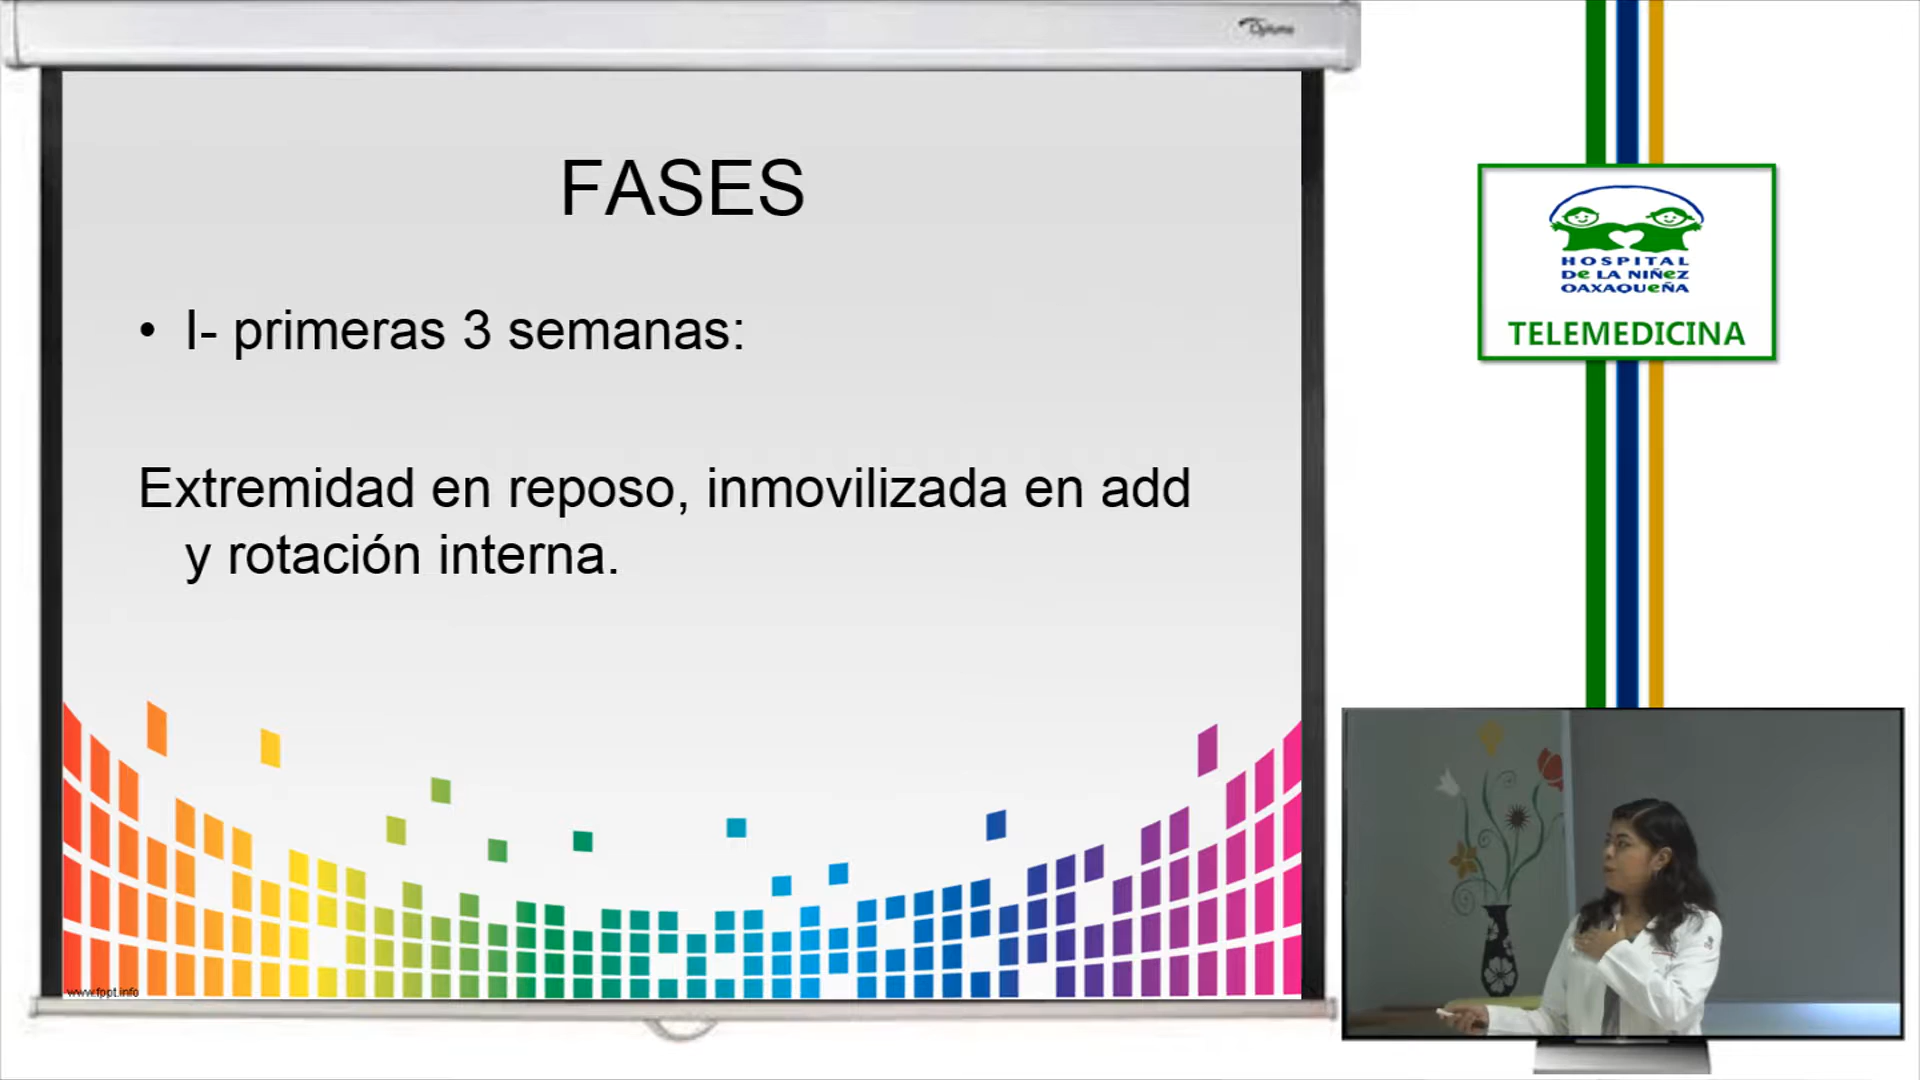 Optoma
FASES
• I- primeras 3 semanas:
Extremidad en reposo, inmovilizada en add
y rotación interna.
www.fppt.info
HOSPITAL
De LA NIÑeZ
OAXAQUeÑA
TELEMEDICINA